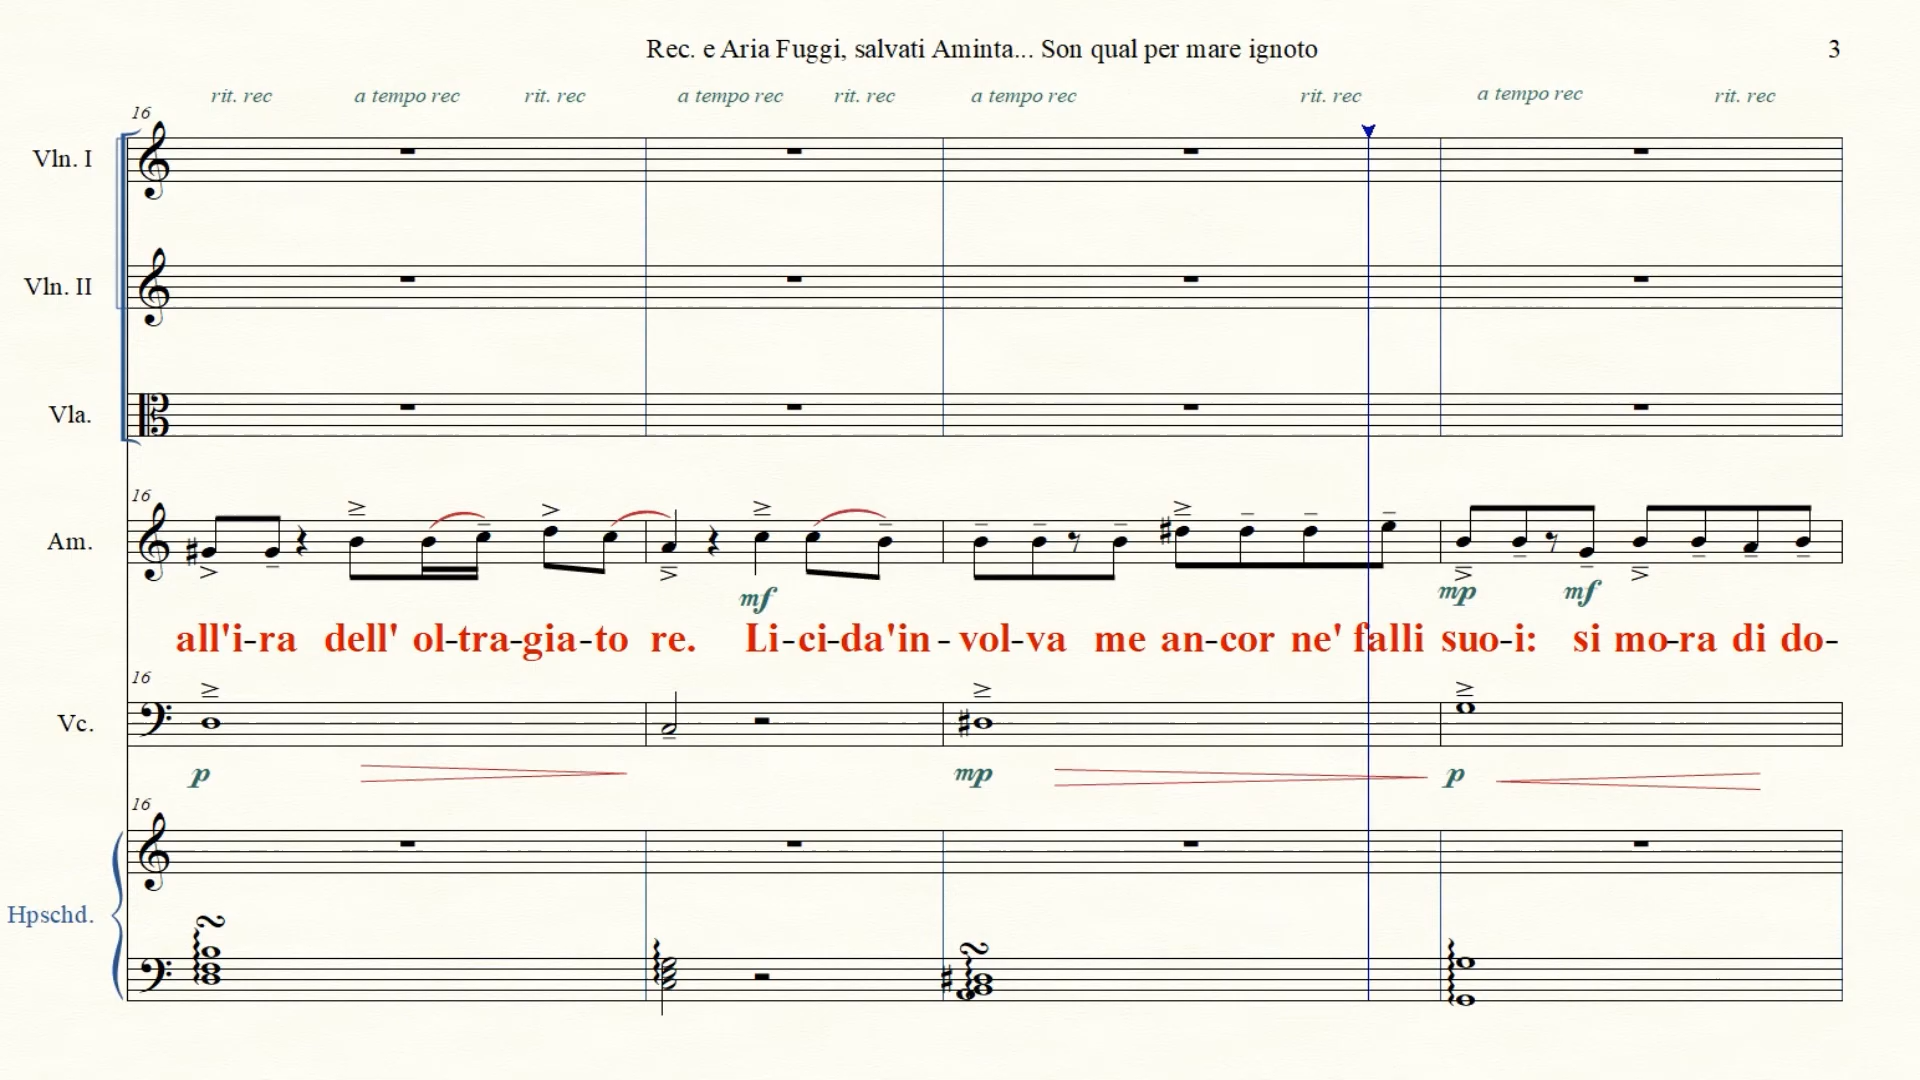 Rec. e Aria Fuggi, salvati Aminta... Son qual per mare ignoto 3
rit. rec a tempo rec rit. rec a tempo rec rit. rec a tempo rec rit. rec a tempo rec rit. rec
16
Vln. I
Vln. II
Vla.
16
Am.
mf mp mf
all'i-ra dell' ol-tra-gia-to re. Li-ci-da'in-vol-va me an-cor ne' falli suo-i: si mo-ra di do-
16
Vc.
p mp p
16
Hpschd.